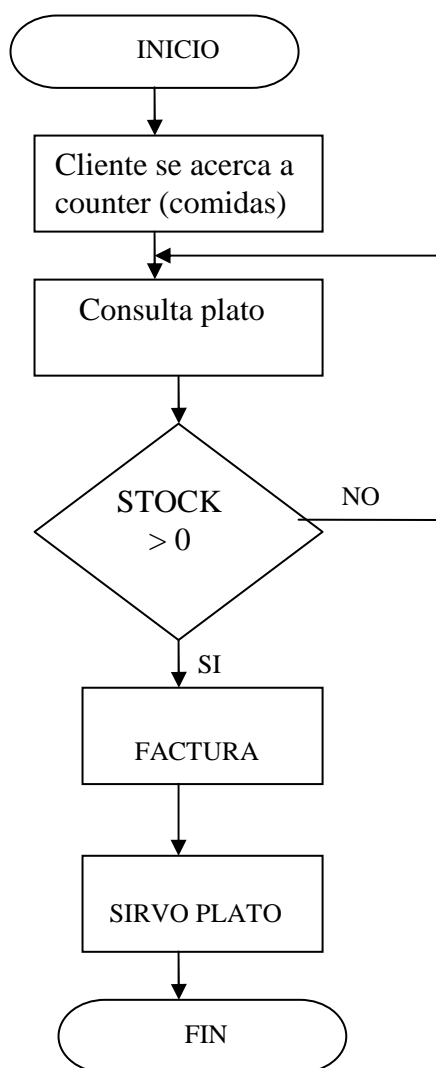 INICIO
Cliente se acerca a
counter (comidas)
Consulta plato
STOCK
> 0
NO
SI
FACTURA
SIRVO PLATO
FIN